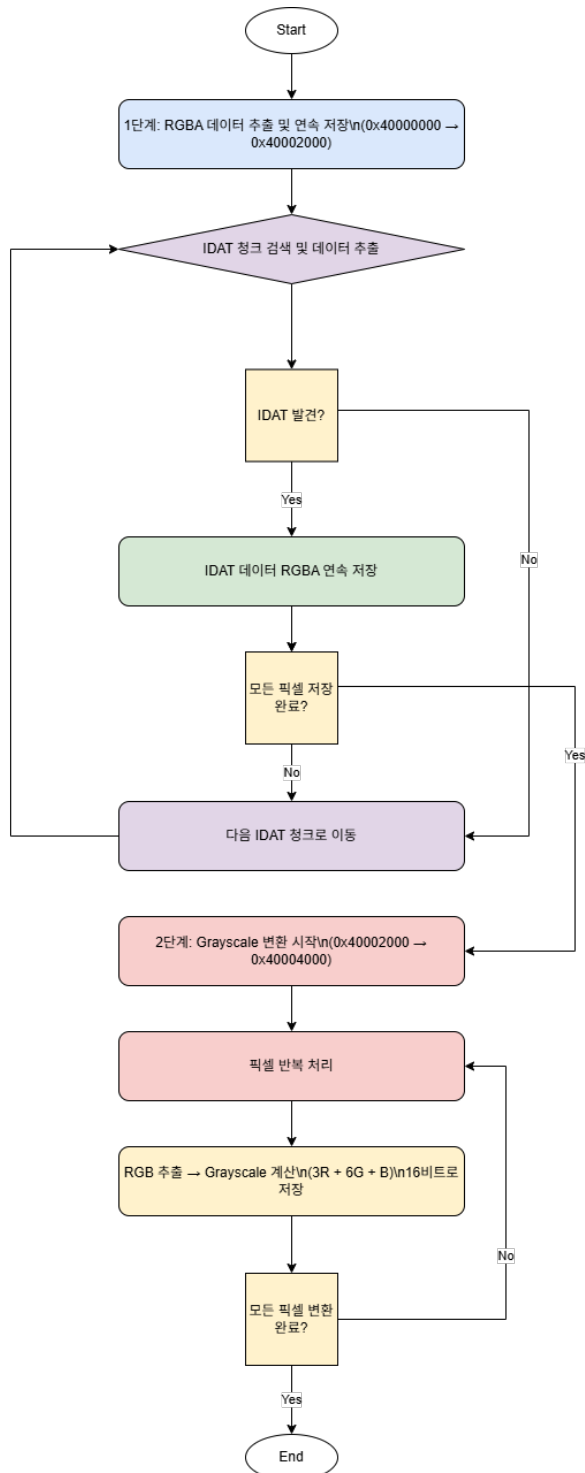 Start
1단계: RGBA 데이터 추출 및 연속 저장\n(0x40000000 →
0x40002000)
IDAT 청크 검색 및 데이터 추출
IDAT 발견?
Yes
IDAT 데이터 RGBA 연속 저장
No
모든 픽셀 저장
완료?
Yes
No
다음 IDAT 청크로 이동
2단계: Grayscale 변환 시작\n(0x40002000 →
0x40004000)
픽셀 반복 처리
RGB 추출 → Grayscale 계산\n(3R + 6G + B)\n16비트로
저장
No
모든 픽셀 변환
완료?
Yes
End